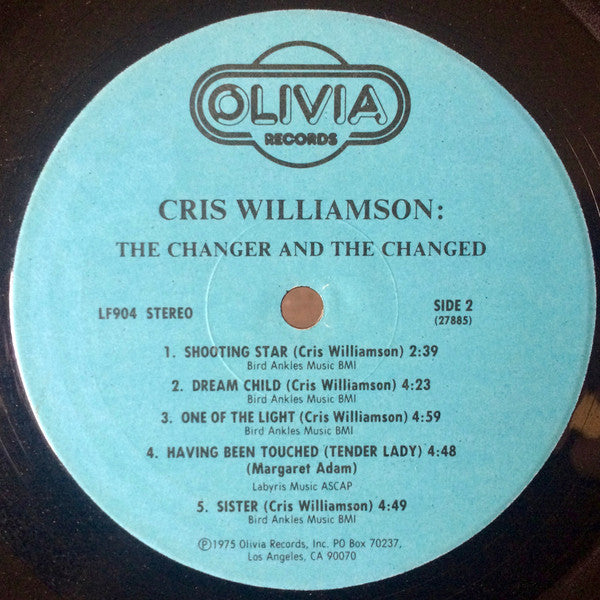 OLIVIA
RECORDS
CRIS WILLIAMSON:
THE CHANGER AND THE CHANGED
LF904 STEREO
SIDE 2
(27885)
1. SHOOTING STAR (Cris Williamson) 2:39
Bird Ankles Music BMI
2. DREAM CHILD (Cris Williamson) 4:23
Bird Ankles Music BMI
3. ONE OF THE LIGHT (Cris Williamson) 4:59
Bird Ankles Music BMI
4. HAVING BEEN TOUCHED (TENDER LADY) 4:48
(Margaret Adam)
Labyris Music ASCAP
5. SISTER (Cris Williamson) 4:49
Bird Ankles Music BMI
Ⓟ1975 Olivia Records, Inc. PO Box 70237,
Los Angeles, CA 90070